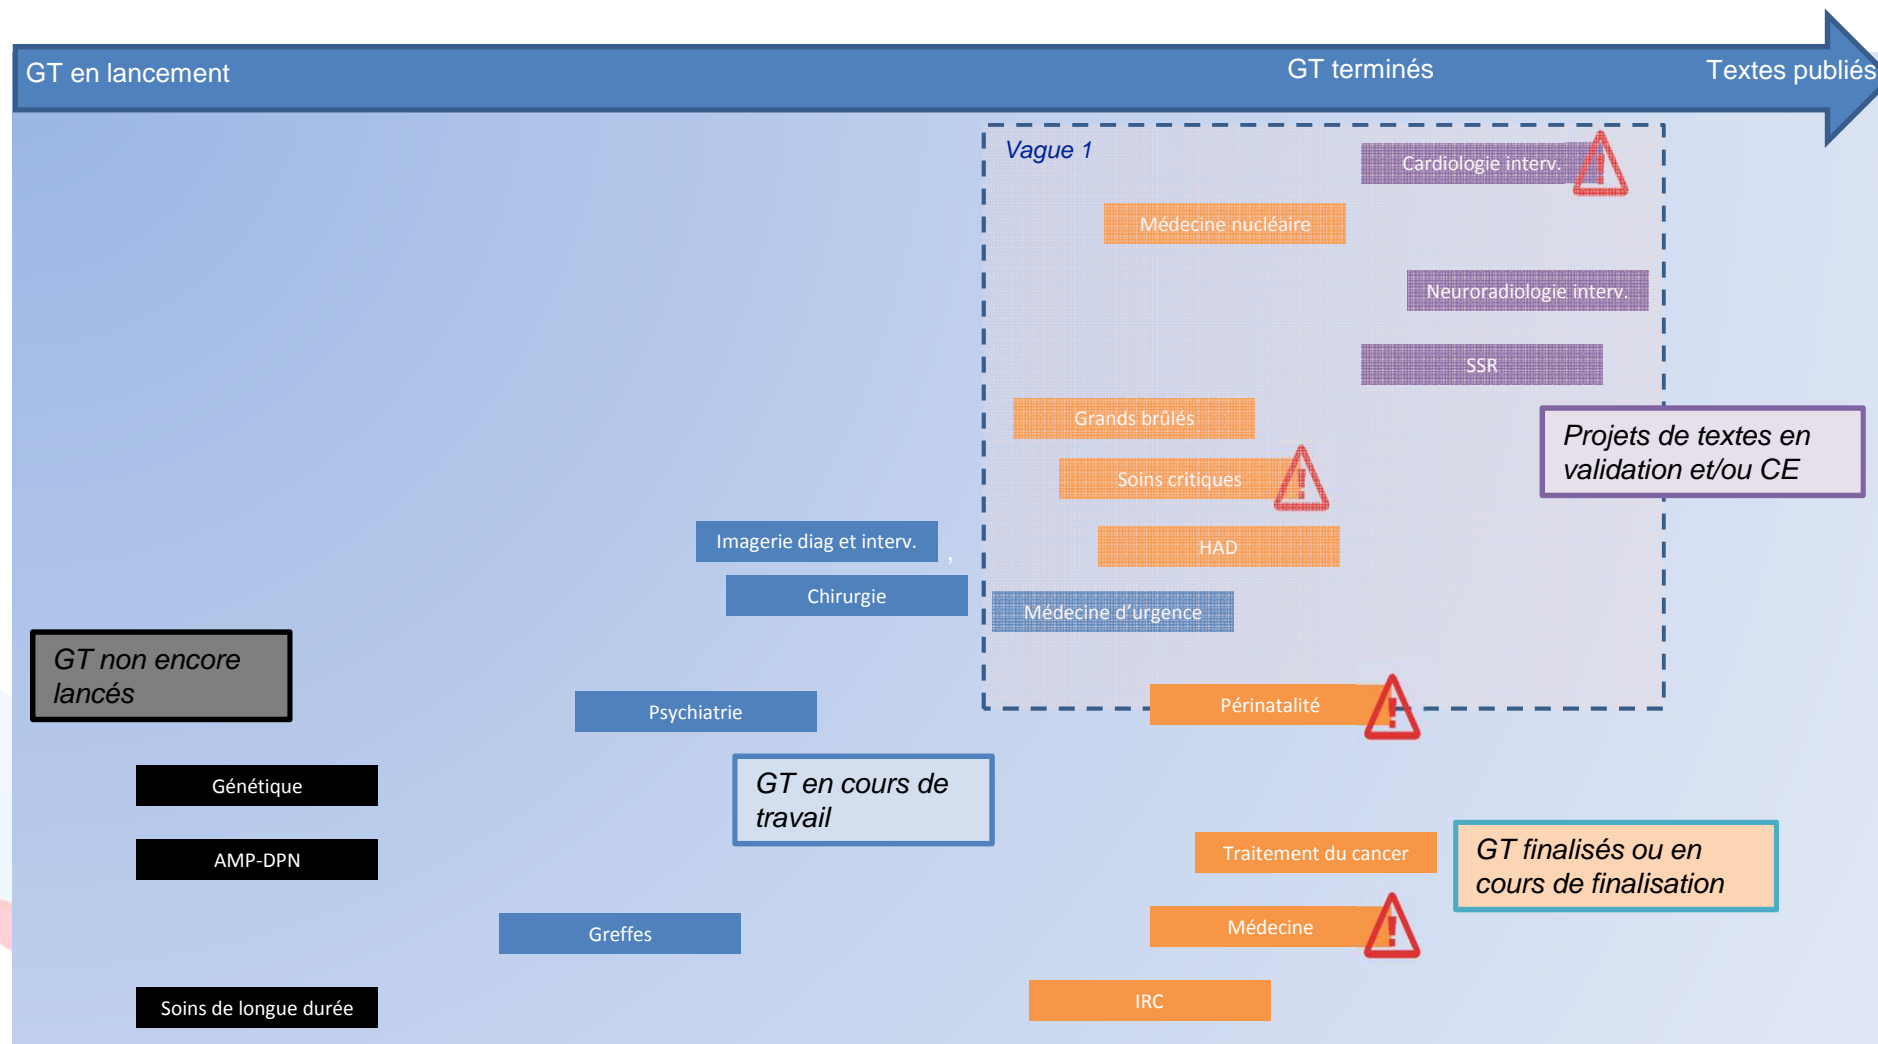 GT en lancement
GT terminés
Textes publiés
Vague 1
Cardiologie interv.
Médecine nucléaire
Neuroradiologie interv.
SSR
Grands brûlés
Projets de textes en
validation et/ou CE
Soins critiques
Imagerie diag et interv.
,
HAD
Chirurgie
Médecine d’urgence
GT non encore
lancés
Psychiatrie
Périnatalité
Génétique
GT en cours de
travail
AMP-DPN
Traitement du cancer
GT finalisés ou en
cours de finalisation
Greffes
Médecine
Soins de longue durée
IRC